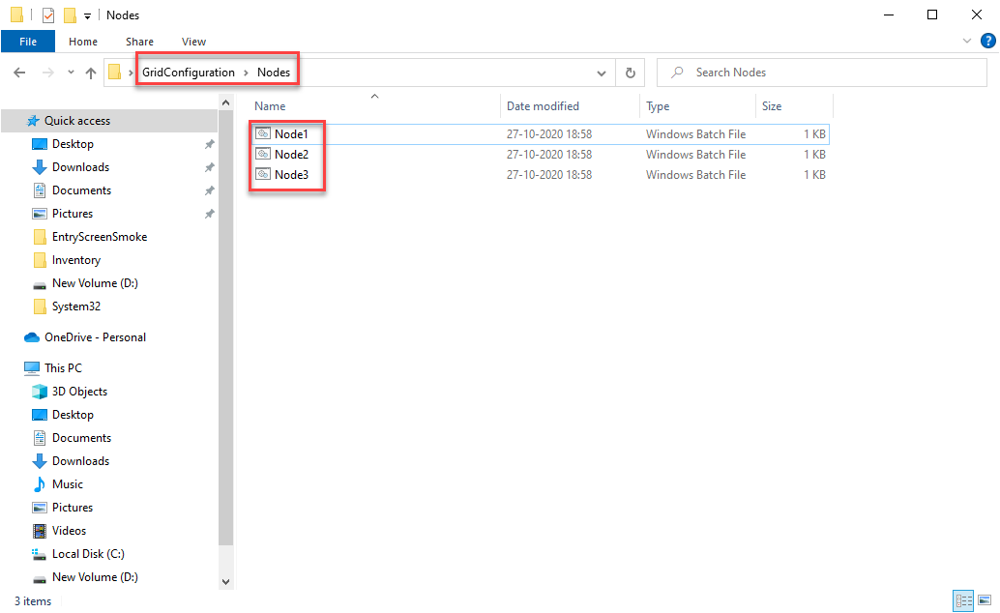 Nodes
File Home Share View
GridConfiguration Nodes
Search Nodes
Name Date modified Type Size
Node1 27-10-2020 18:58 Windows Batch File 1 KB
Node2 27-10-2020 18:58 Windows Batch File 1 KB
Node3 27-10-2020 18:58 Windows Batch File 1 KB
Quick access
Desktop
Downloads
Documents
Pictures
EntryScreenSmoke
Inventory
New Volume (D:)
System32
OneDrive - Personal
This PC
3D Objects
Desktop
Documents
Downloads
Music
Pictures
Videos
Local Disk (C:)
New Volume (D:)
3 items